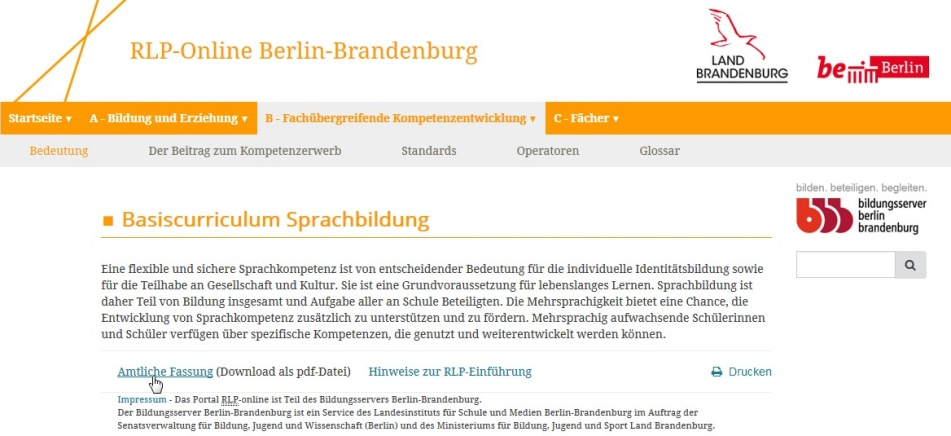 RLP-Online Berlin-Brandenburg
LAND
BRANDENBURG
be Berlin
Startseite ▾ A - Bildung und Erziehung ▾ B - Fachübergreifende Kompetenzentwicklung ▾ C - Fächer ▾
Bedeutung Der Beitrag zum Kompetenzerwerb Standards Operatoren Glossar
bilden. beteiligen. begleiten.
bbb bildungsserver
berlin
brandenburg
■ Basiscurriculum Sprachbildung
Eine flexible und sichere Sprachkompetenz ist von entscheidender Bedeutung für die individuelle Identitätsbildung sowie
für die Teilhabe an Gesellschaft und Kultur. Sie ist eine Grundvoraussetzung für lebenslanges Lernen. Sprachbildung ist
daher Teil von Bildung insgesamt und Aufgabe aller an Schule Beteiligten. Die Mehrsprachigkeit bietet eine Chance, die
Entwicklung von Sprachkompetenz zusätzlich zu unterstützen und zu fördern. Mehrsprachig aufwachsende Schülerinnen
und Schüler verfügen über spezifische Kompetenzen, die genutzt und weiterentwickelt werden können.
Amtliche Fassung (Download als pdf-Datei) Hinweise zur RLP-Einführung Drucken
Impressum - Das Portal RLP-online ist Teil des Bildungsservers Berlin-Brandenburg.
Der Bildungsserver Berlin-Brandenburg ist ein Service des Landesinstituts für Schule und Medien Berlin-Brandenburg im Auftrag der
Senatsverwaltung für Bildung, Jugend und Wissenschaft (Berlin) und des Ministeriums für Bildung, Jugend und Sport Land Brandenburg.